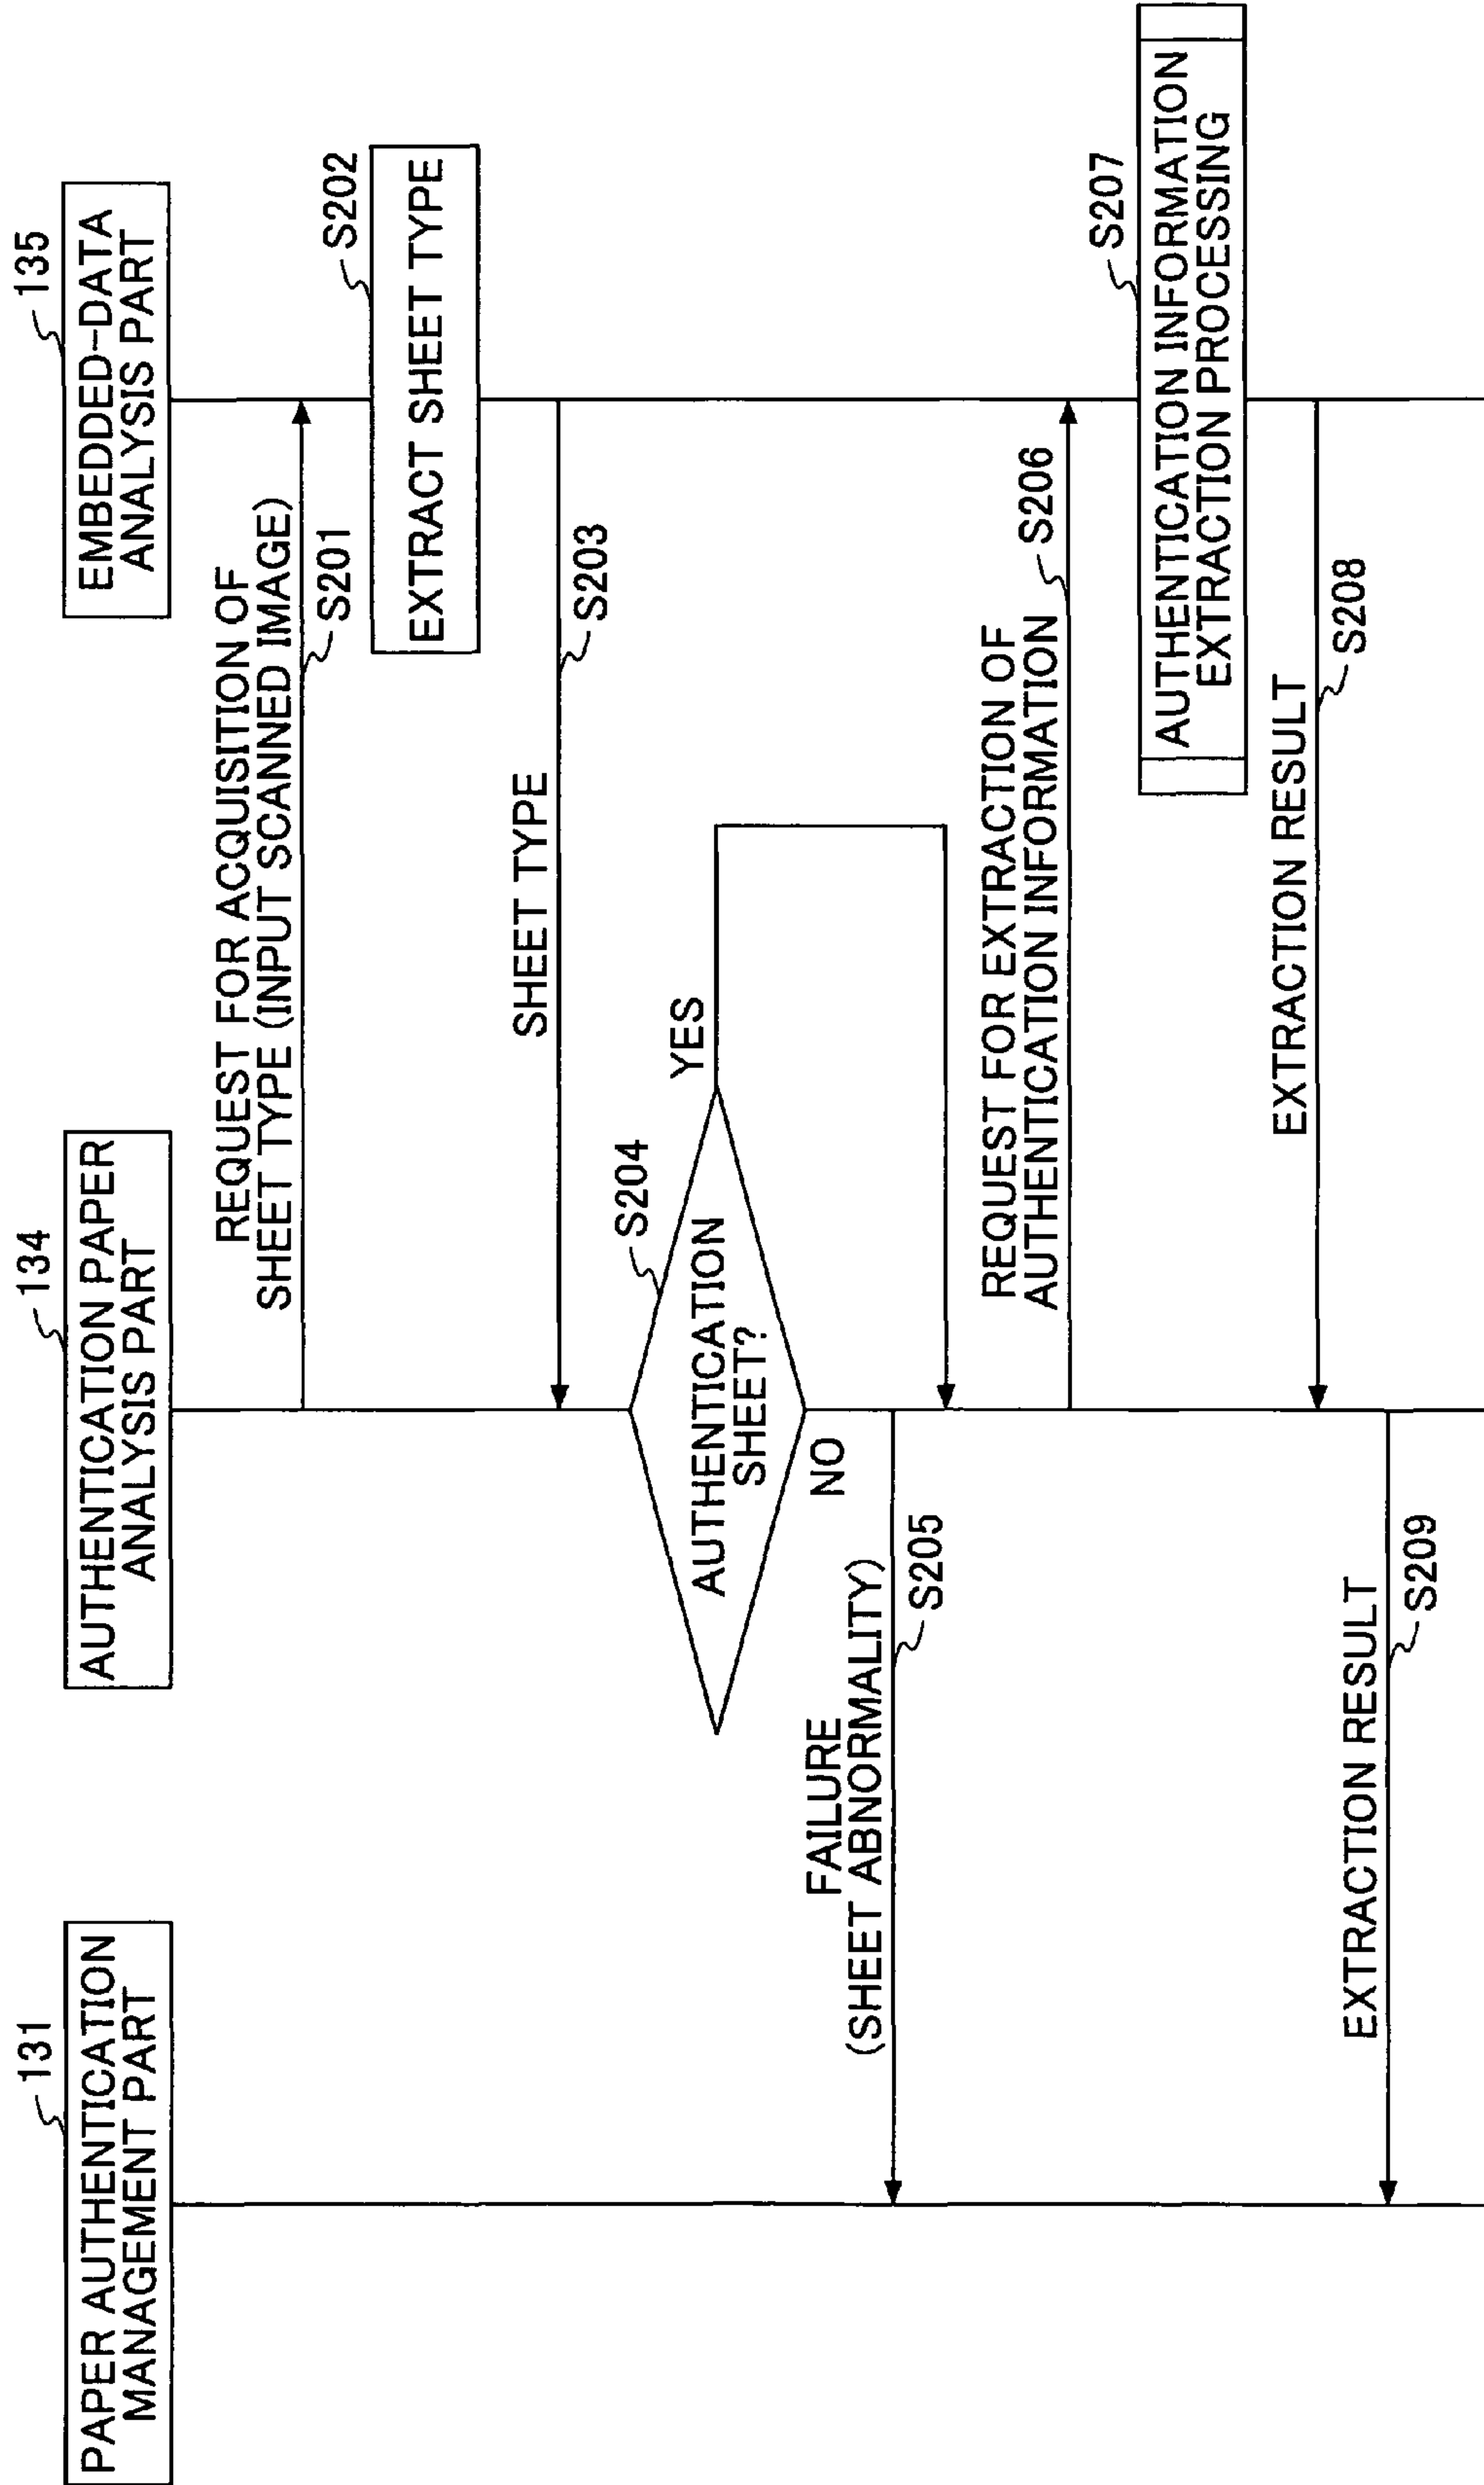 131
PAPER AUTHENTICATION
MANAGEMENT PART
134
AUTHENTICATION PAPER
ANALYSIS PART
135
EMBEDDED-DATA
ANALYSIS PART
REQUEST FOR ACQUISITION OF
SHEET TYPE (INPUT SCANNED IMAGE)
S201
S202
EXTRACT SHEET TYPE
SHEET TYPE
S203
S204
AUTHENTICATION
SHEET?
YES
NO
FAILURE
(SHEET ABNORMALITY)
S205
REQUEST FOR EXTRACTION OF
AUTHENTICATION INFORMATION
S206
S207
AUTHENTICATION INFORMATION
EXTRACTION PROCESSING
EXTRACTION RESULT
S208
EXTRACTION RESULT
S209